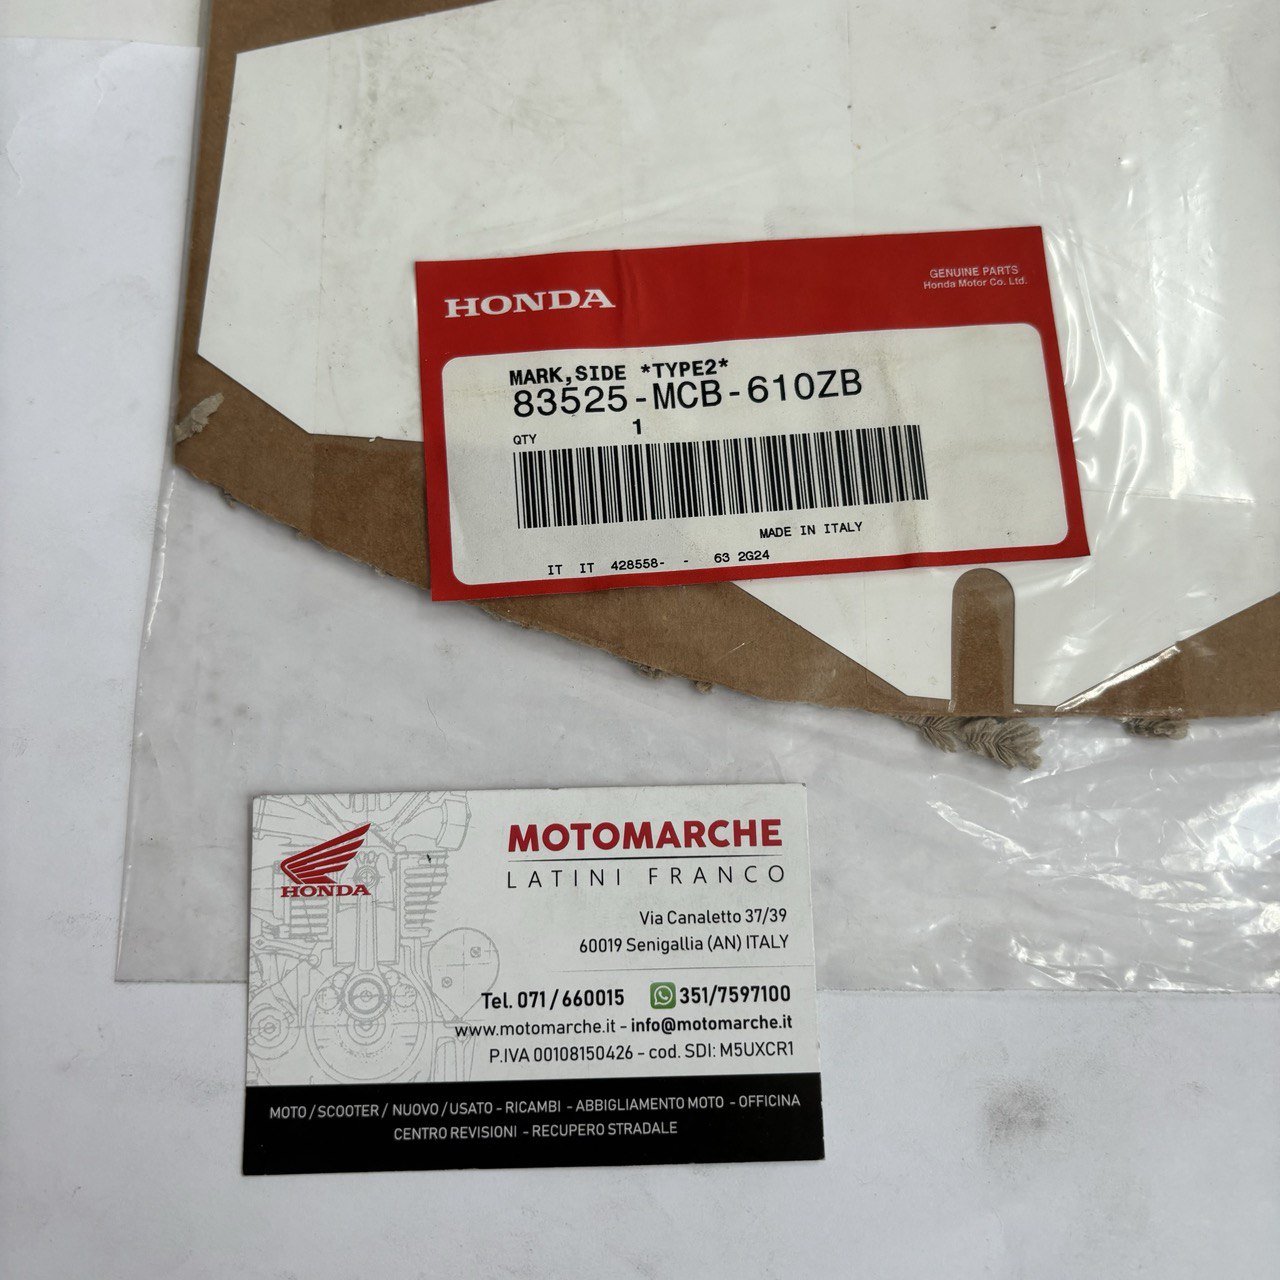 HONDA
GENUINE PARTS
Honda Motor Co. Ltd.
MARK,SIDE *TYPE2*
83525-MCB-610ZB
QTY 1
MADE IN ITALY
IT IT 428558- - 63 2G24
HONDA
MOTOMARCHE
LATINI FRANCO
Via Canaletto 37/39
60019 Senigallia (AN) ITALY
Tel. 071/660015 351/7597100
www.motomarche.it - info@motomarche.it
P.IVA 00108150426 - cod. SDI: M5UXCR1
MOTO/SCOOTER/ NUOVO/USATO - RICAMBI - ABBIGLIAMENTO MOTO - OFFICINA
CENTRO REVISIONI - RECUPERO STRADALE